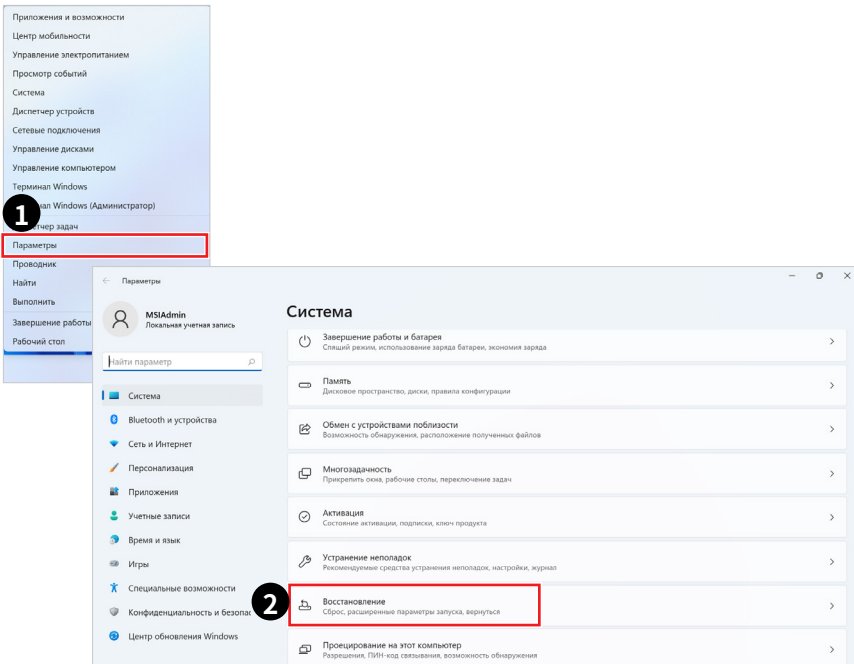 Приложения и возможности
Центр мобильности
Управление электропитанием
Просмотр событий
Система
Диспетчер устройств
Сетевые подключения
Управление дисками
Управление компьютером
Терминал Windows
Windows (Администратор)
1
задач
Параметры
Проводник
Найти
Выполнить
Завершение работы
Рабочий стол
Параметры
MSIAdmin
Локальная учетная запись
Найти параметр
Система
Bluetooth и устройства
Сеть и Интернет
Персонализация
Приложения
Учетные записи
Время и язык
Игры
Специальные возможности
Конфиденциальность и безопас
Центр обновления Windows
Система
Завершение работы и батарея
Спящий режим, использование заряда батареи, экономия заряда
Память
Дисковое пространство, диски, правила конфигурации
Обмен с устройствами поблизости
Возможность обнаружения, расположение полученных файлов
Многозадачность
Прикрепить окна, рабочие столы, переключение задач
Активация
Состояние активации, подписки, ключ продукта
Устранение неполадок
Рекомендуемые средства устранения неполадок, настройки, журнал
2
Восстановление
Сброс, расширенные параметры запуска, вернуться
Проецирование на этот компьютер
Разрешения, ПИН-код связывания, возможность обнаружения